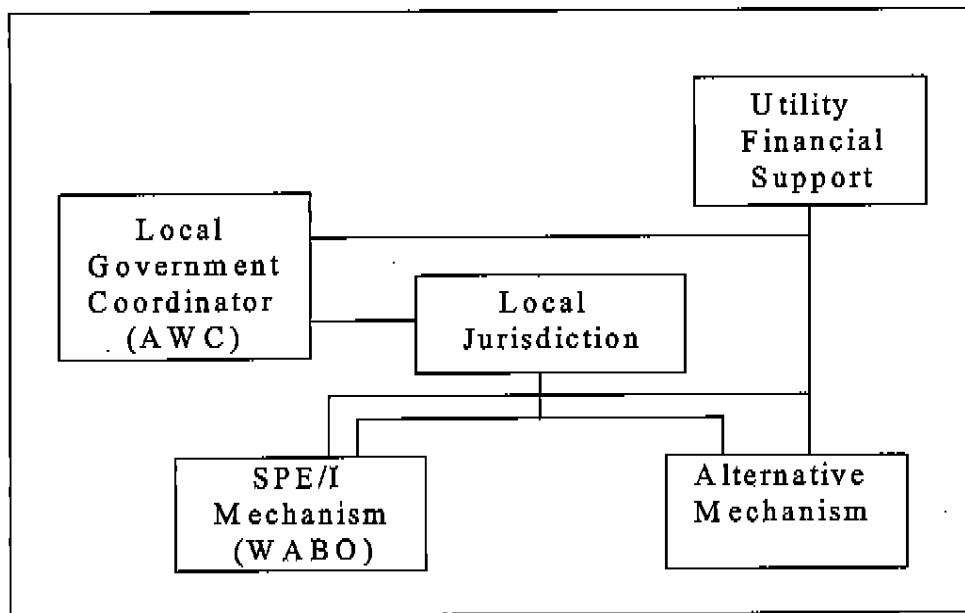 Utility
Financial
Support
Local
Government
Coordinator
(AWC)
Local
Jurisdiction
SPE/I
Mechanism
(WABO)
Alternative
Mechanism